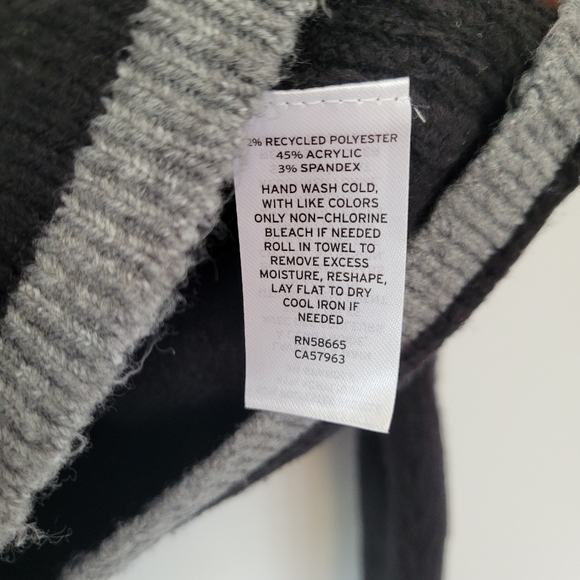 2% RECYCLED POLYESTER
45% ACRYLIC
3% SPANDEX
HAND WASH COLD,
WITH LIKE COLORS
ONLY NON-CHLORINE
BLEACH IF NEEDED
ROLL IN TOWEL TO
REMOVE EXCESS
MOISTURE, RESHAPE,
LAY FLAT TO DRY
COOL IRON IF
NEEDED
RN58665
CA57963